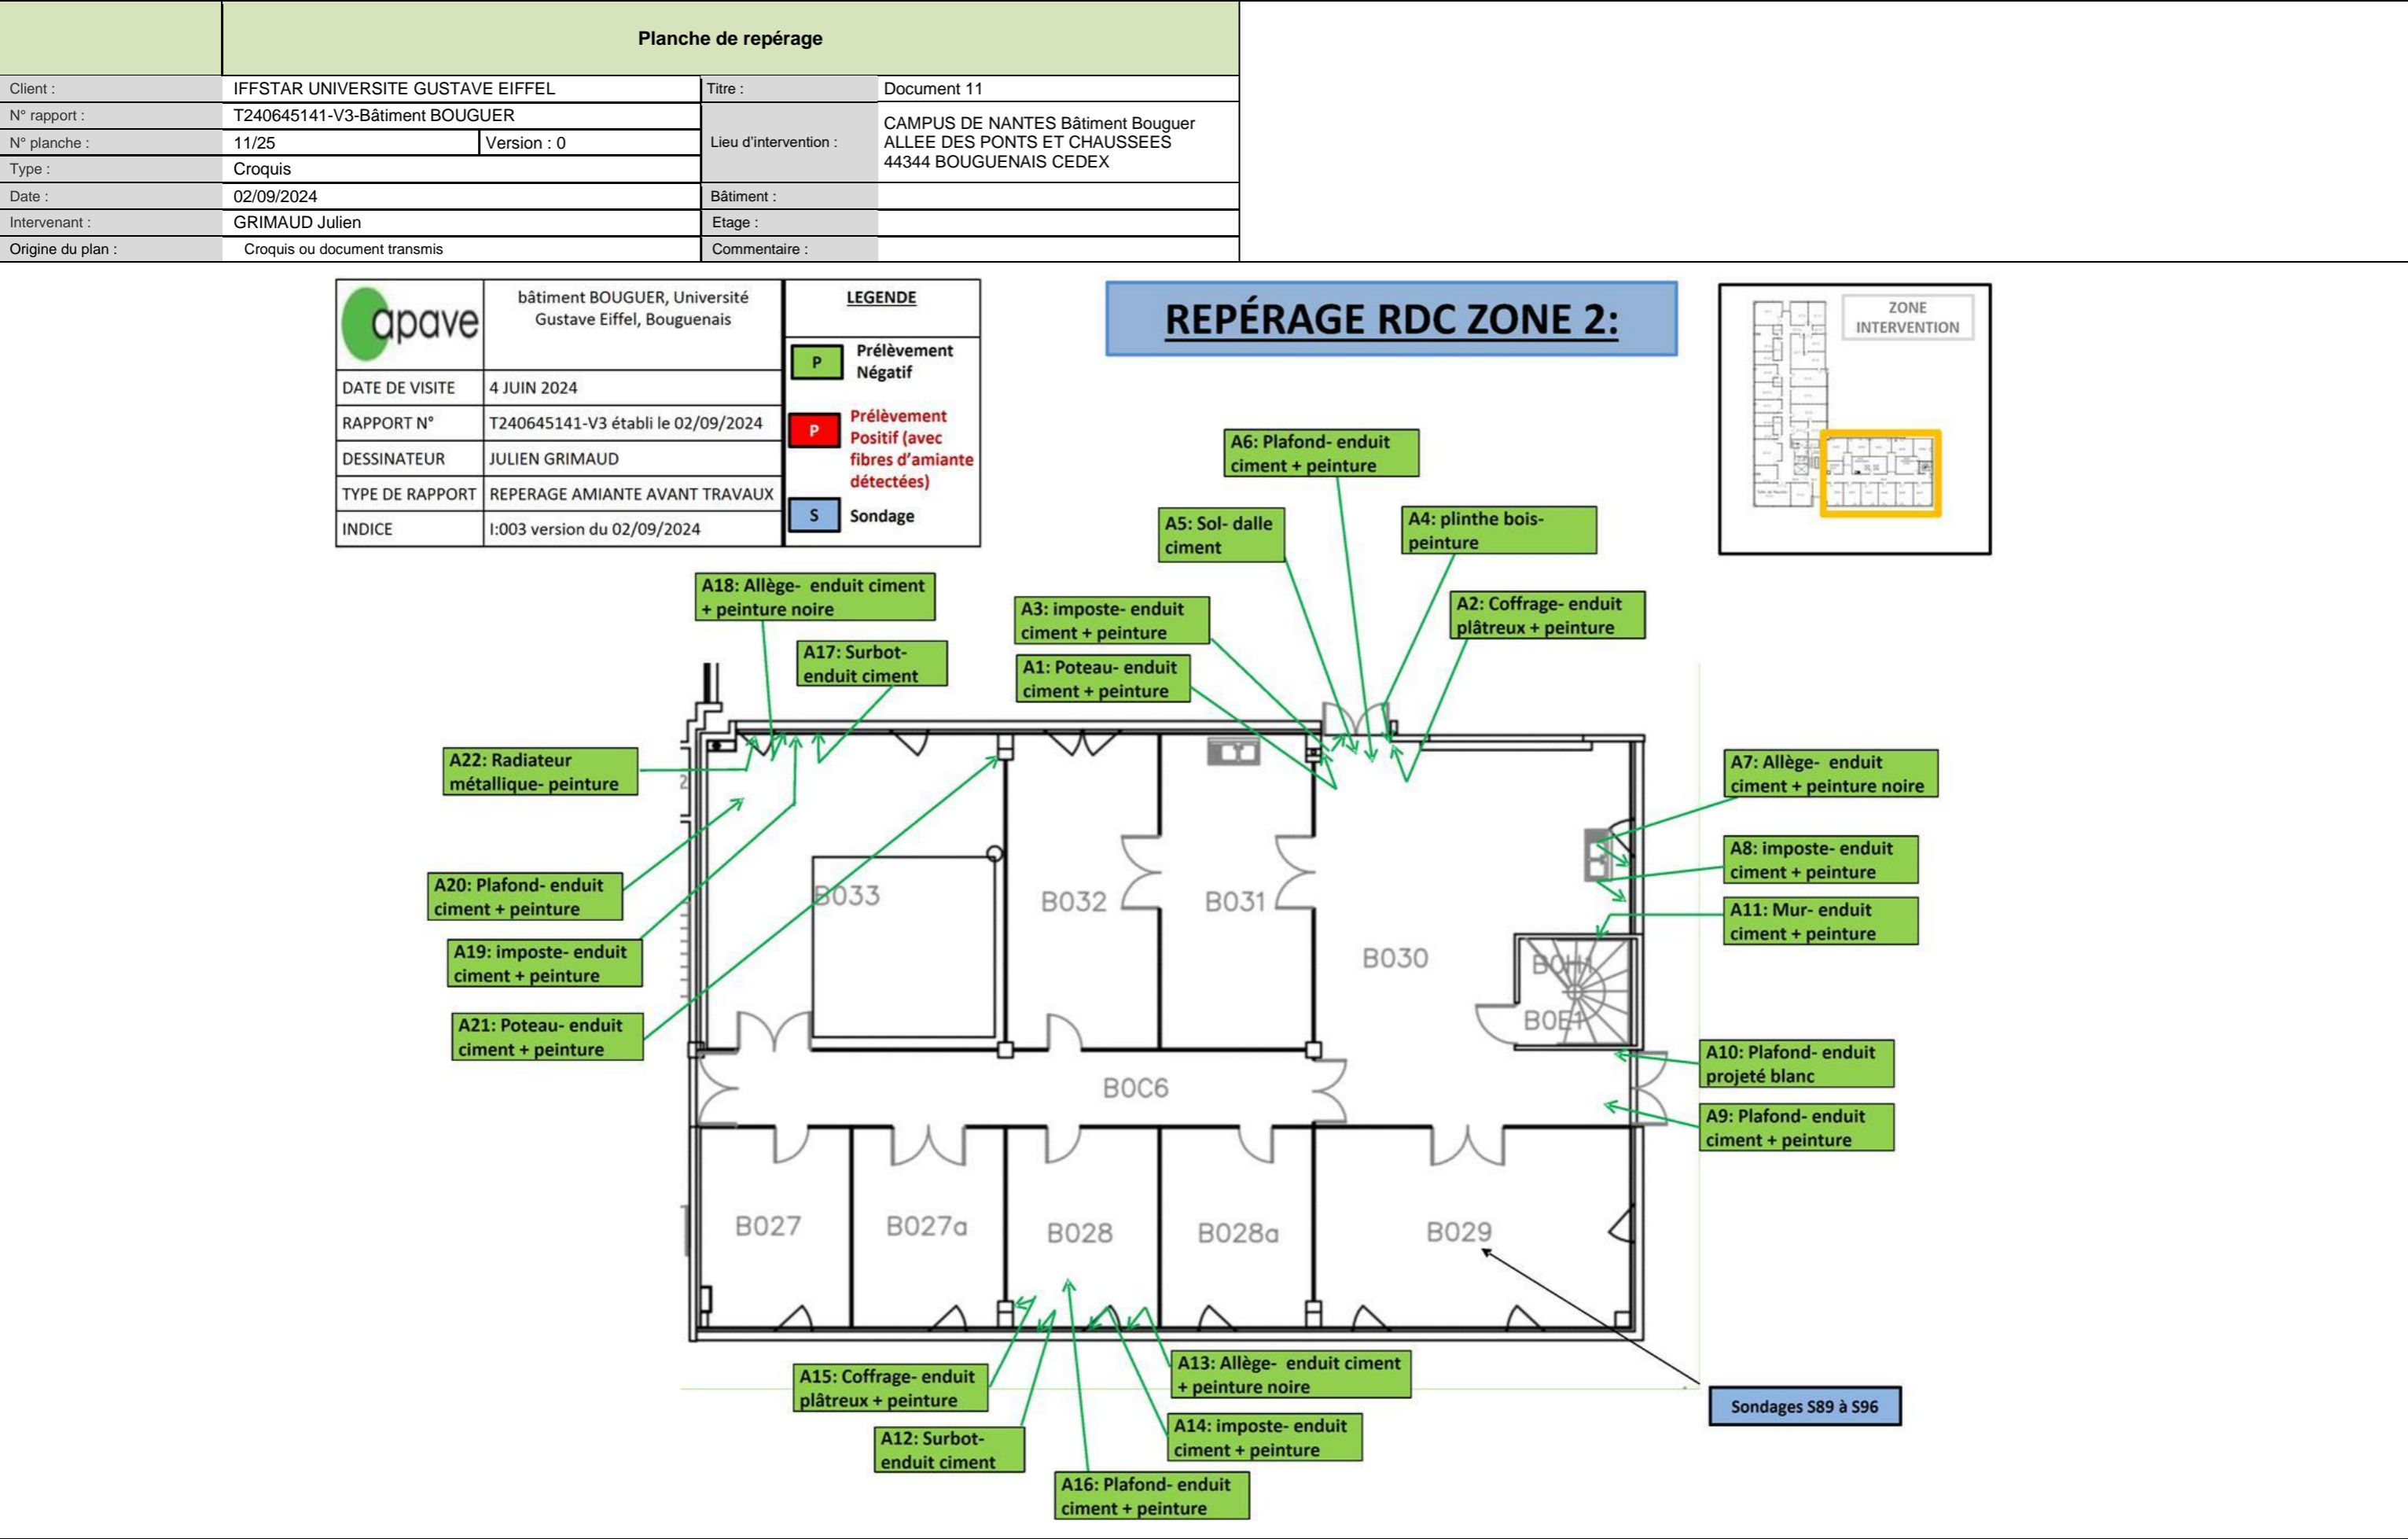 Planche de repérage
Client :
IFFSTAR UNIVERSITE GUSTAVE EIFFEL
Titre :
Document 11
N° rapport :
T240645141-V3-Bâtiment BOUGUER
Lieu d'intervention :
CAMPUS DE NANTES Bâtiment Bouguer
ALLEE DES PONTS ET CHAUSSEES
44344 BOUGUENAIS CEDEX
N° planche :
11/25
Version : 0
Type :
Croquis
Date :
02/09/2024
Bâtiment :
Intervenant :
GRIMAUD Julien
Etage :
Origine du plan :
Croquis ou document transmis
Commentaire :
apave
bâtiment BOUGUER, Université
Gustave Eiffel, Bouguenais
DATE DE VISITE
4 JUIN 2024
RAPPORT N°
T240645141-V3 établi le 02/09/2024
DESSINATEUR
JULIEN GRIMAUD
TYPE DE RAPPORT
REPERAGE AMIANTE AVANT TRAVAUX
INDICE
I:003 version du 02/09/2024
LEGENDE
P
Prélèvement
Négatif
P
Prélèvement
Positif (avec
fibres d'amiante
détectées)
S
Sondage
REPÉRAGE RDC ZONE 2:
ZONE
INTERVENTION
A6: Plafond- enduit
ciment + peinture
A5: Sol- dalle
ciment
A4: plinthe bois-
peinture
A18: Allège-  enduit ciment
+ peinture noire
A3: imposte- enduit
ciment + peinture
A2: Coffrage- enduit
plâtreux + peinture
A17: Surbot-
enduit ciment
A1: Poteau- enduit
ciment + peinture
A22: Radiateur
métallique- peinture
A7: Allège-  enduit
ciment + peinture noire
A8: imposte- enduit
ciment + peinture
A20: Plafond- enduit
ciment + peinture
A11: Mur- enduit
ciment + peinture
A19: imposte- enduit
ciment + peinture
A21: Poteau- enduit
ciment + peinture
B033
B032
B031
B030
B0H1
B0E1
A10: Plafond- enduit
projeté blanc
B0C6
A9: Plafond- enduit
ciment + peinture
B027
B027a
B028
B028a
B029
A13: Allège-  enduit ciment
+ peinture noire
A15: Coffrage- enduit
plâtreux + peinture
Sondages S89 à S96
A14: imposte- enduit
ciment + peinture
A12: Surbot-
enduit ciment
A16: Plafond- enduit
ciment + peinture